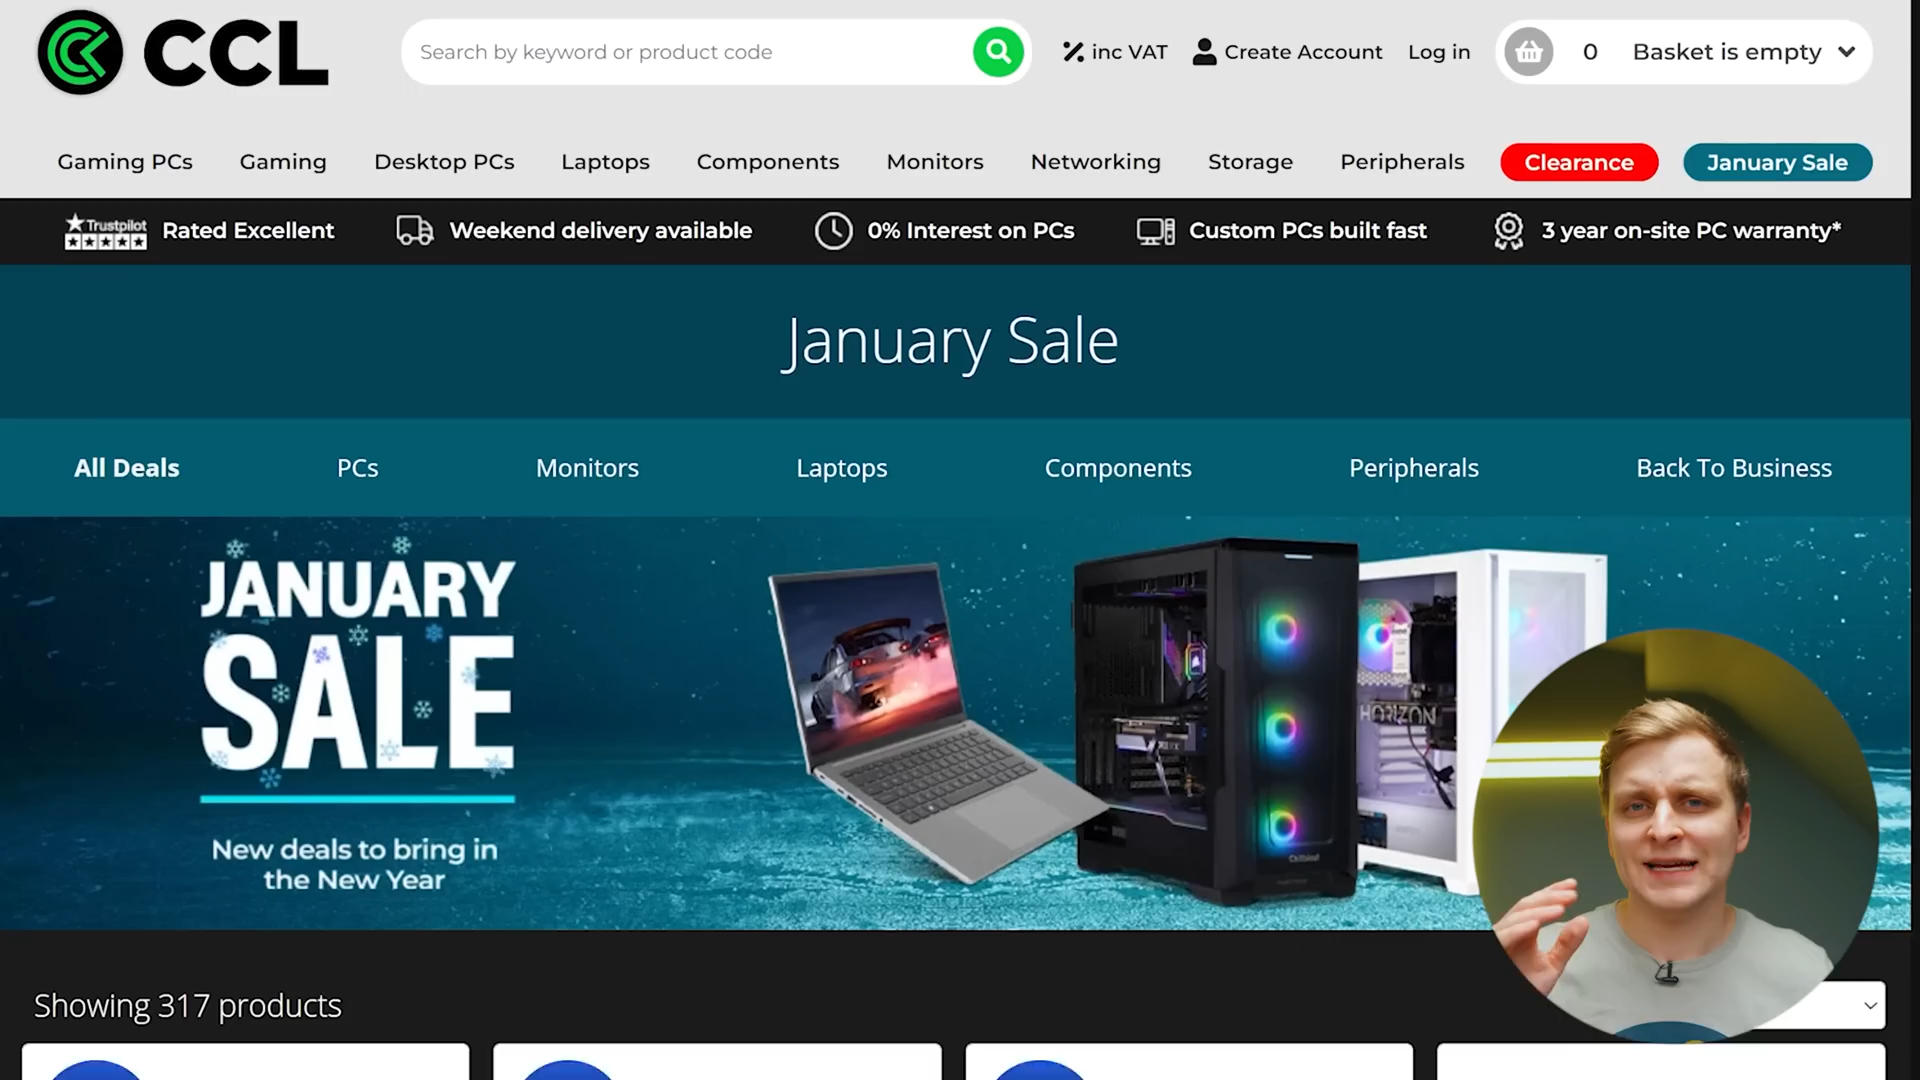 CCL
Search by keyword or product code
inc VAT
Create Account
Log in
0
Basket is empty
Gaming PCs
Gaming
Desktop PCs
Laptops
Components
Monitors
Networking
Storage
Peripherals
Clearance
January Sale
Trustpilot
Rated Excellent
Weekend delivery available
0% Interest on PCs
Custom PCs built fast
3 year on-site PC warranty*
January Sale
All Deals
PCs
Monitors
Laptops
Components
Peripherals
Back To Business
JANUARY
SALE
New deals to bring in
the New Year
HORIZON
Showing 317 products